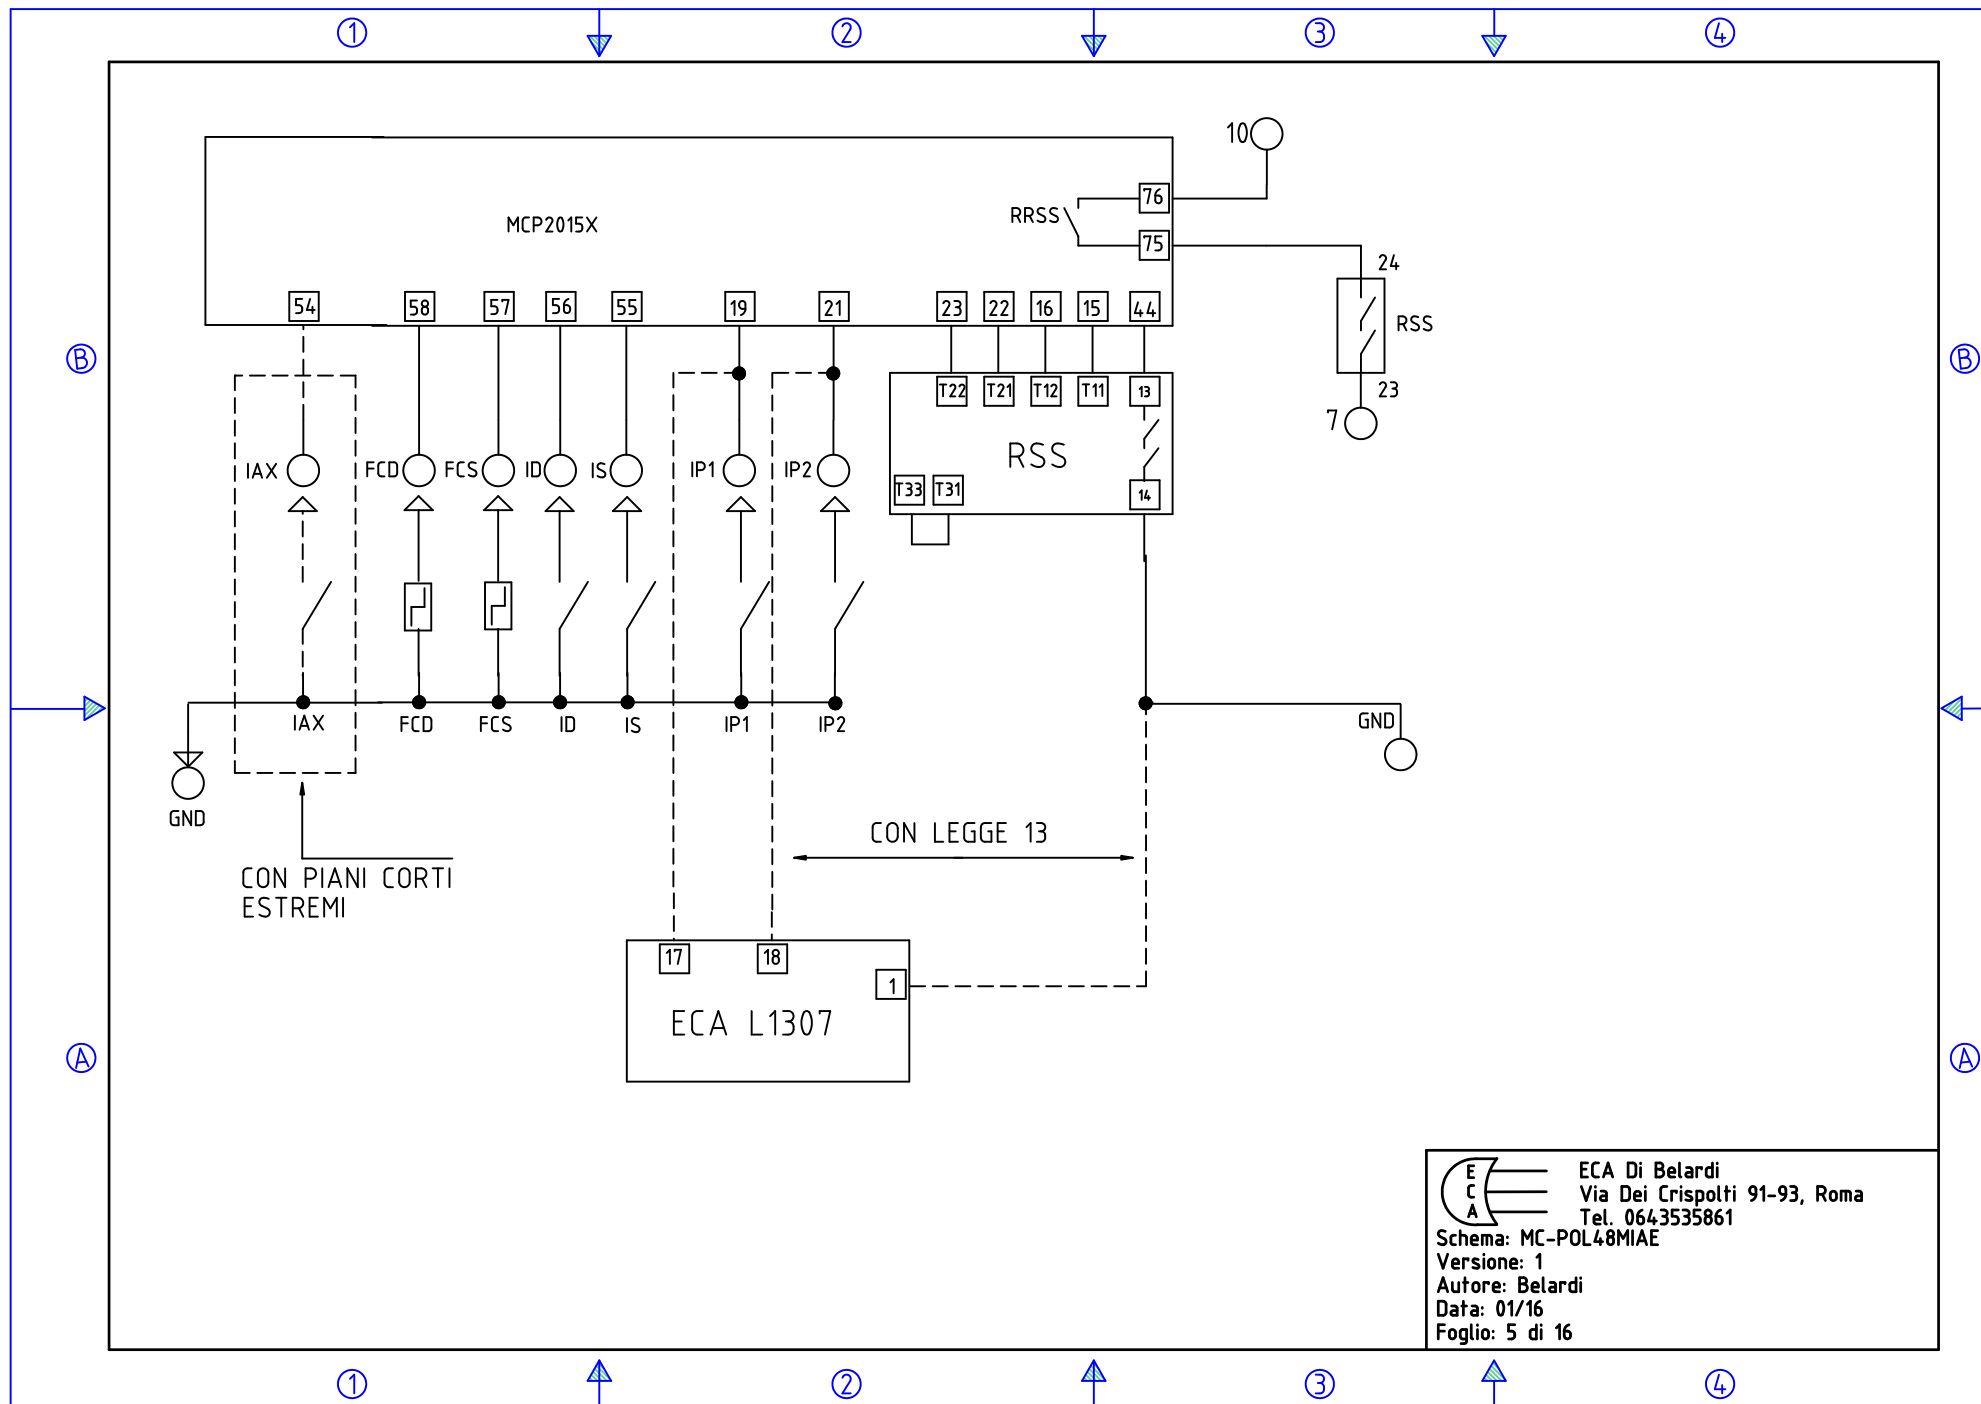 1 2 3 4
10
76
RRSS
MCP2015X
75
24
54 58 57 56 55 19 21 23 22 16 15 44
RSS
B B
T22 T21 T12 T11 13
23
7
RSS
IAX FCD FCS ID IS IP1 IP2
T33 T31 14
IAX FCD FCS ID IS IP1 IP2
GND
GND
CON LEGGE 13
CON PIANI CORTI
ESTREMI
17 18
1
ECA L1307
A A
E
C
A
ECA Di Belardi
Via Dei Crispolti 91-93, Roma
Tel. 0643535861
Schema: MC-POL48MIAE
Versione: 1
Autore: Belardi
Data: 01/16
Foglio: 5 di 16
1 2 3 4